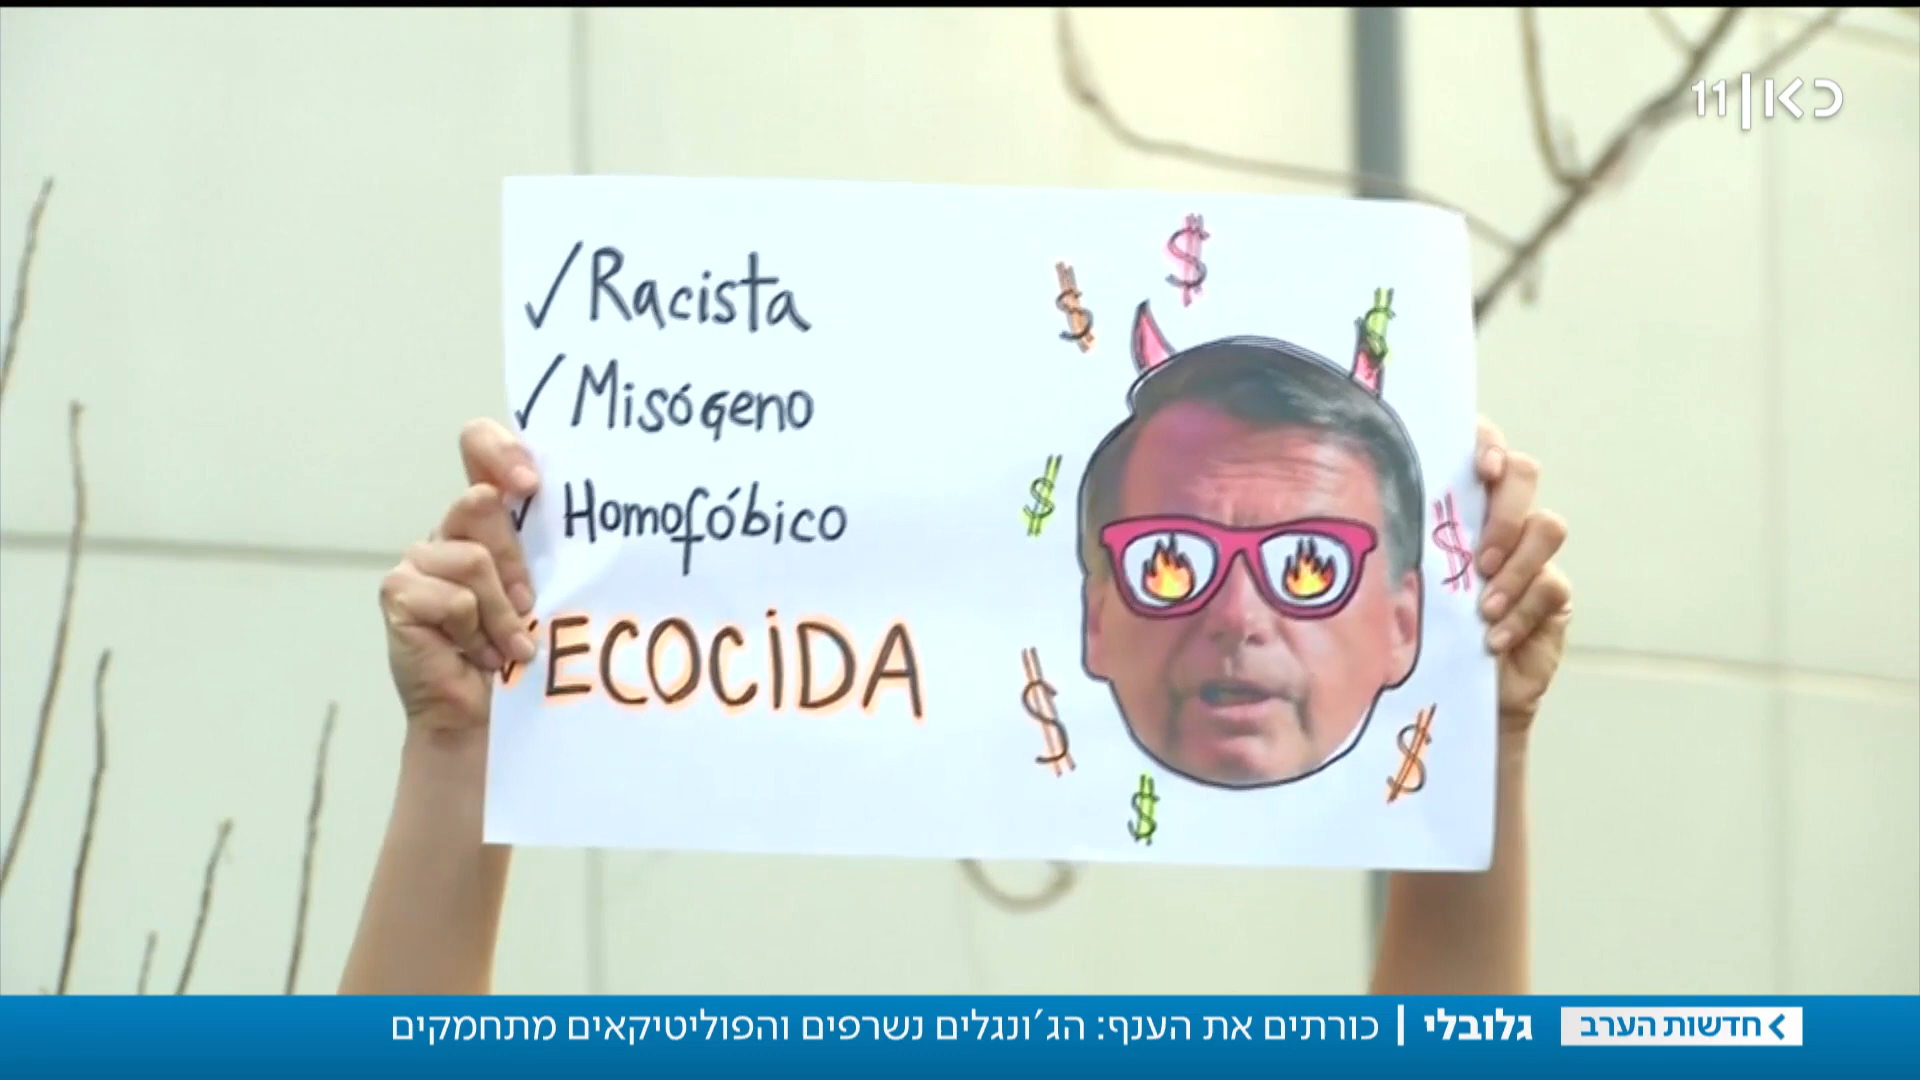 כאן 11
✓ Racista
✓ Misógeno
✓ Homofóbico
✓ ECOCIDA
$ $ $ $ $ $ $ $
חדשות הערב
גלובלי | כורתים את הענף: הג'ונגלים נשרפים והפוליטיקאים מתחמקים